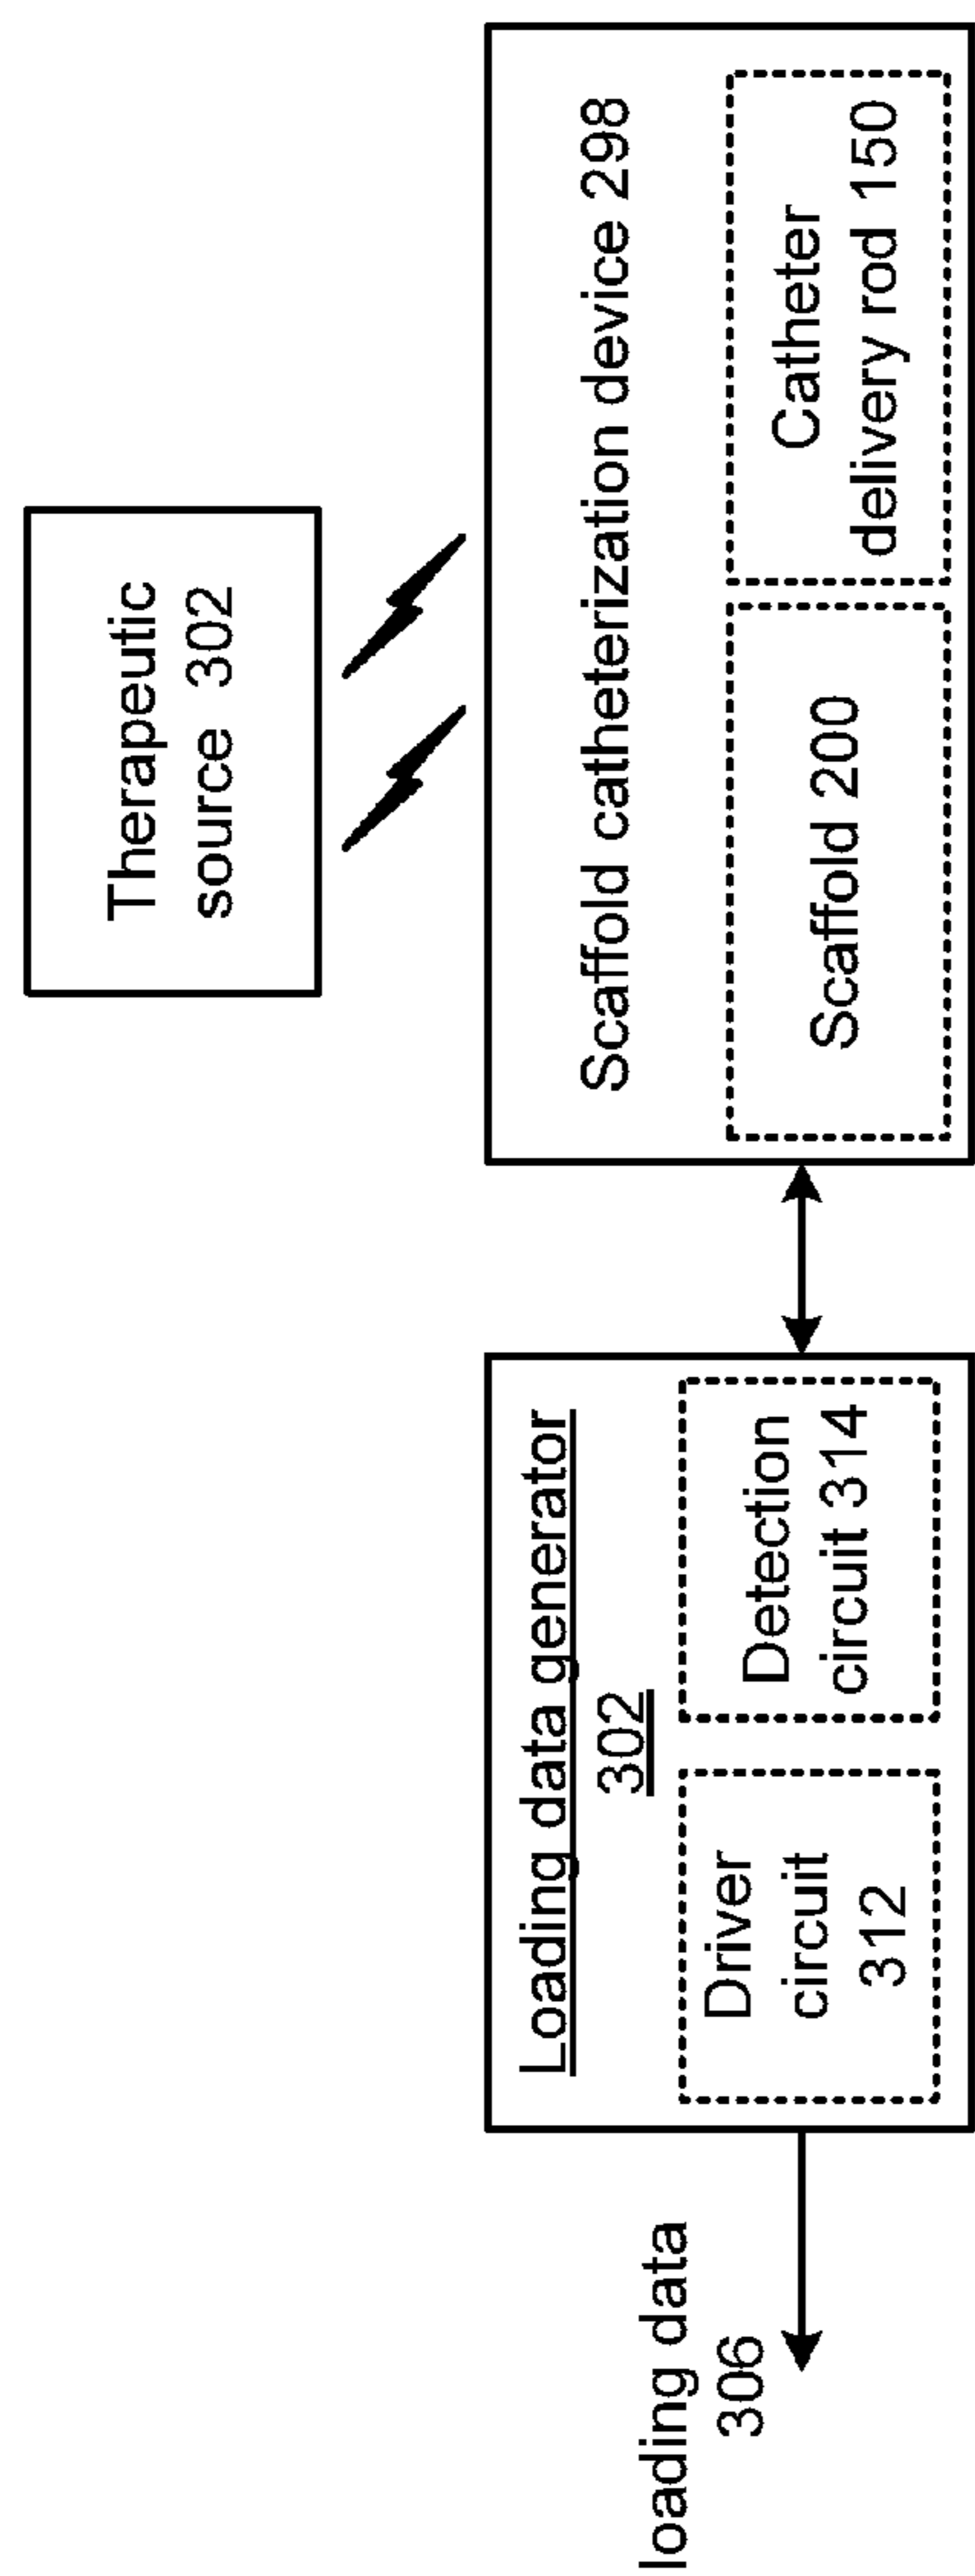 Therapeutic
source 302
Scaffold catheterization device 298
Scaffold 200
Catheter
delivery rod 150
Loading data generator
302
Driver
circuit
312
Detection
circuit 314
loading data
306